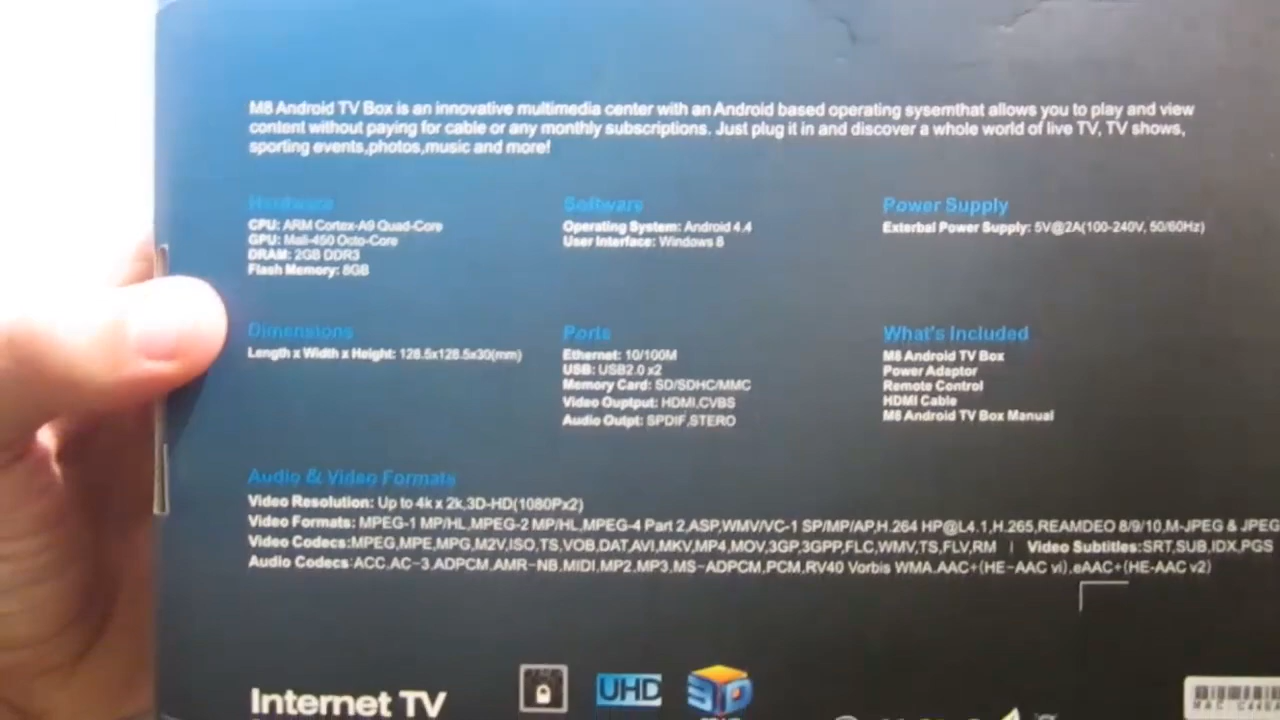 M8 Android TV Box is an innovative multimedia center with an Android based operating sysemthat allows you to play and view
content without paying for cable or any monthly subscriptions. Just plug it in and discover a whole world of live TV, TV shows,
sporting events,photos,music and more!
Hardware
CPU: ARM Cortex-A9 Quad-Core
GPU: Mali-450 Octo-Core
DRAM: 2GB DDR3
Flash Memory: 8GB
Software
Operating System: Android 4.4
User Interface: Windows 8
Power Supply
Exterbal Power Supply: 5V@2A(100-240V, 50/60Hz)
Dimensions
Length x Width x Height: 128.5x128.5x30(mm)
Ports
Ethernet: 10/100M
USB: USB2.0 x2
Memory Card: SD/SDHC/MMC
Video Ouptput: HDMI,CVBS
Audio Outpt: SPDIF,STERO
What's Included
M8 Android TV Box
Power Adaptor
Remote Control
HDMI Cable
M8 Android TV Box Manual
Audio & Video Formats
Video Resolution: Up to 4k x 2k,3D-HD(1080Px2)
Video Formats: MPEG-1 MP/HL,MPEG-2 MP/HL,MPEG-4 Part 2,ASP,WMV/VC-1 SP/MP/AP,H.264 HP@L4.1,H.265,REAMDEO 8/9/10,M-JPEG & JPEG
Video Codecs:MPEG,MPE,MPG,M2V,ISO,TS,VOB,DAT,AVI,MKV,MP4,MOV,3GP,3GPP,FLC,WMV,TS,FLV,RM | Video Subtitles:SRT,SUB,IDX,PGS
Audio Codecs:ACC,AC-3,ADPCM,AMR-NB,MIDI,MP2,MP3,MS-ADPCM,PCM,RV40 Vorbis WMA.AAC+(HE-AAC vi),eAAC+(HE-AAC v2)
Internet TV
UHD
3D